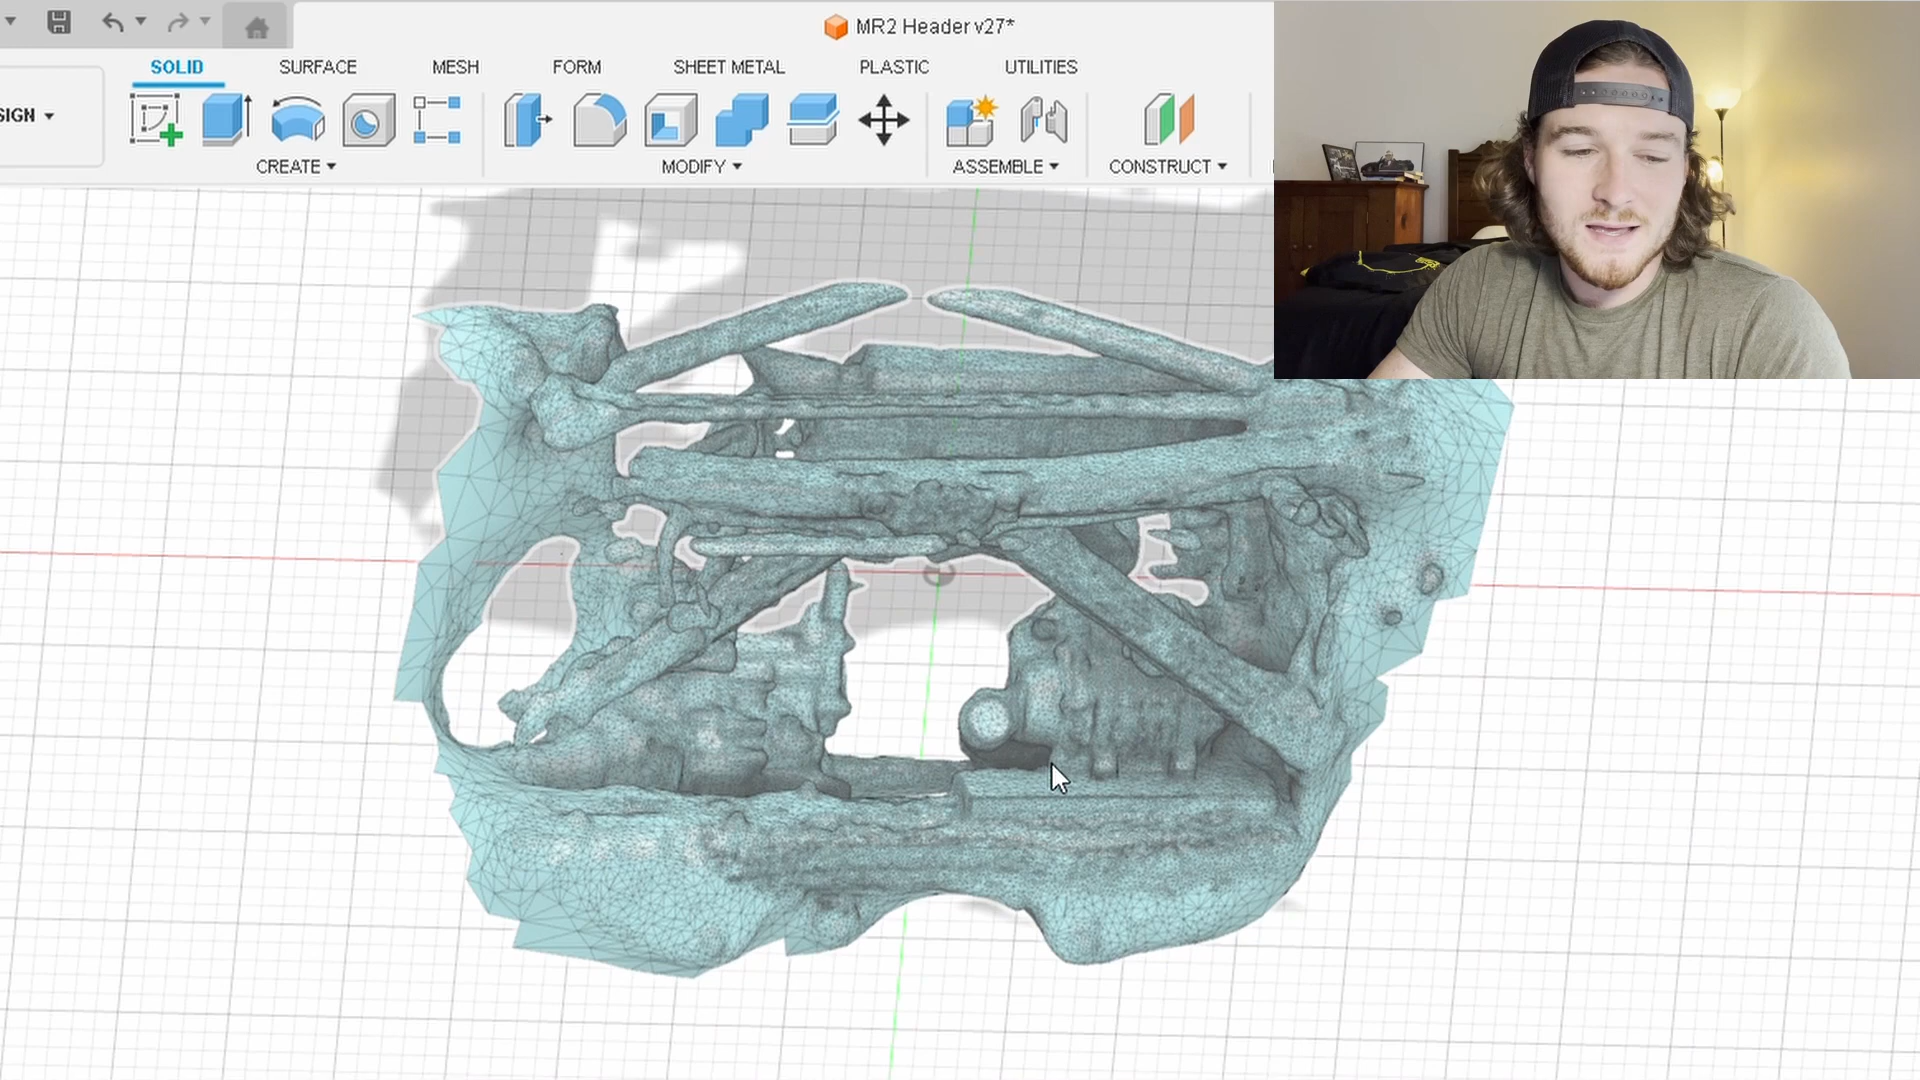 MR2 Header v27*
SOLID SURFACE MESH FORM SHEET METAL PLASTIC UTILITIES
SIGN
CREATE MODIFY ASSEMBLE CONSTRUCT